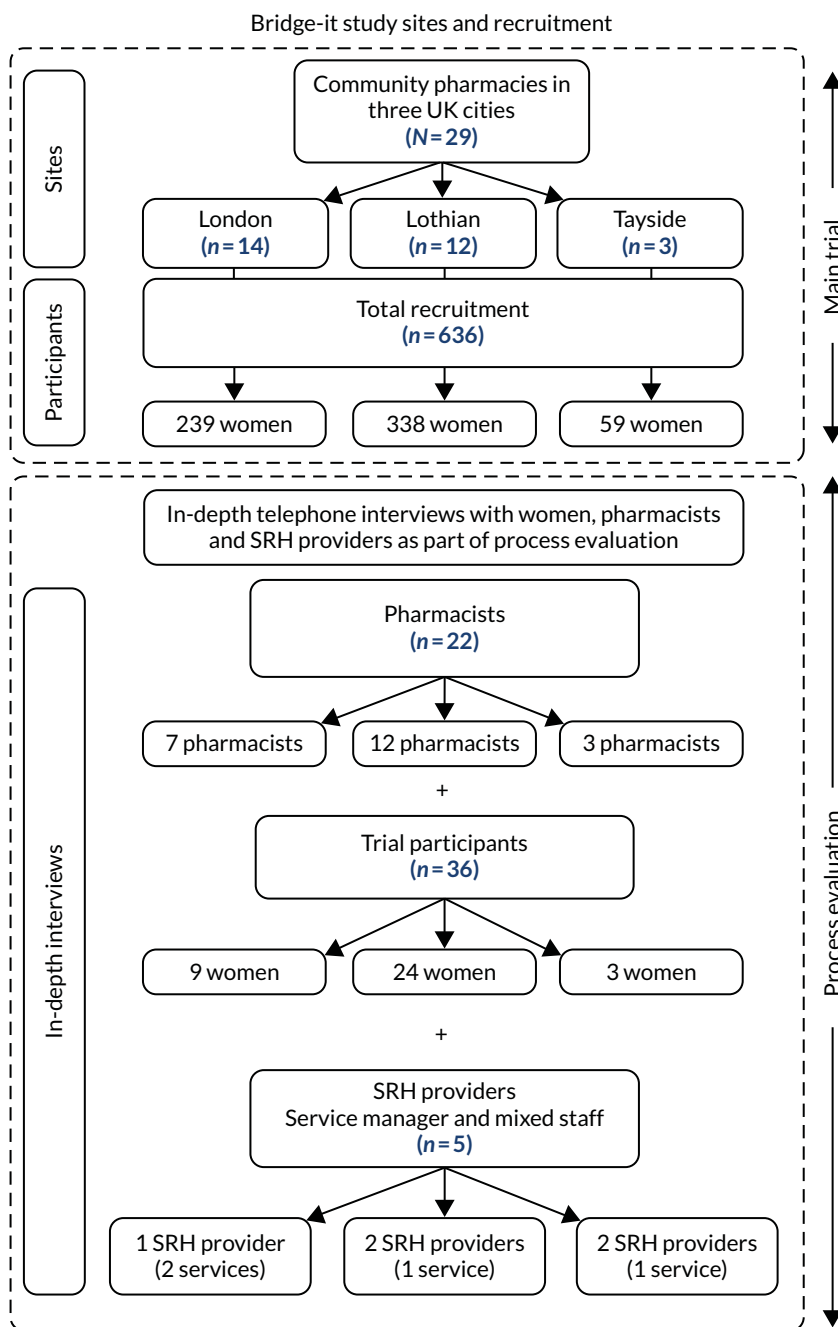 Bridge-it study sites and recruitment
Sites
Community pharmacies in
three UK cities
(N=29)
London
(n=14)
Lothian
(n=12)
Tayside
(n=3)
Main trial
Participants
Total recruitment
(n=636)
239 women
338 women
59 women
In-depth telephone interviews with women, pharmacists
and SRH providers as part of process evaluation
In-depth interviews
Pharmacists
(n=22)
7 pharmacists
12 pharmacists
3 pharmacists
+
Trial participants
(n=36)
9 women
24 women
3 women
Process evaluation
+
SRH providers
Service manager and mixed staff
(n=5)
1 SRH provider
(2 services)
2 SRH providers
(1 service)
2 SRH providers
(1 service)